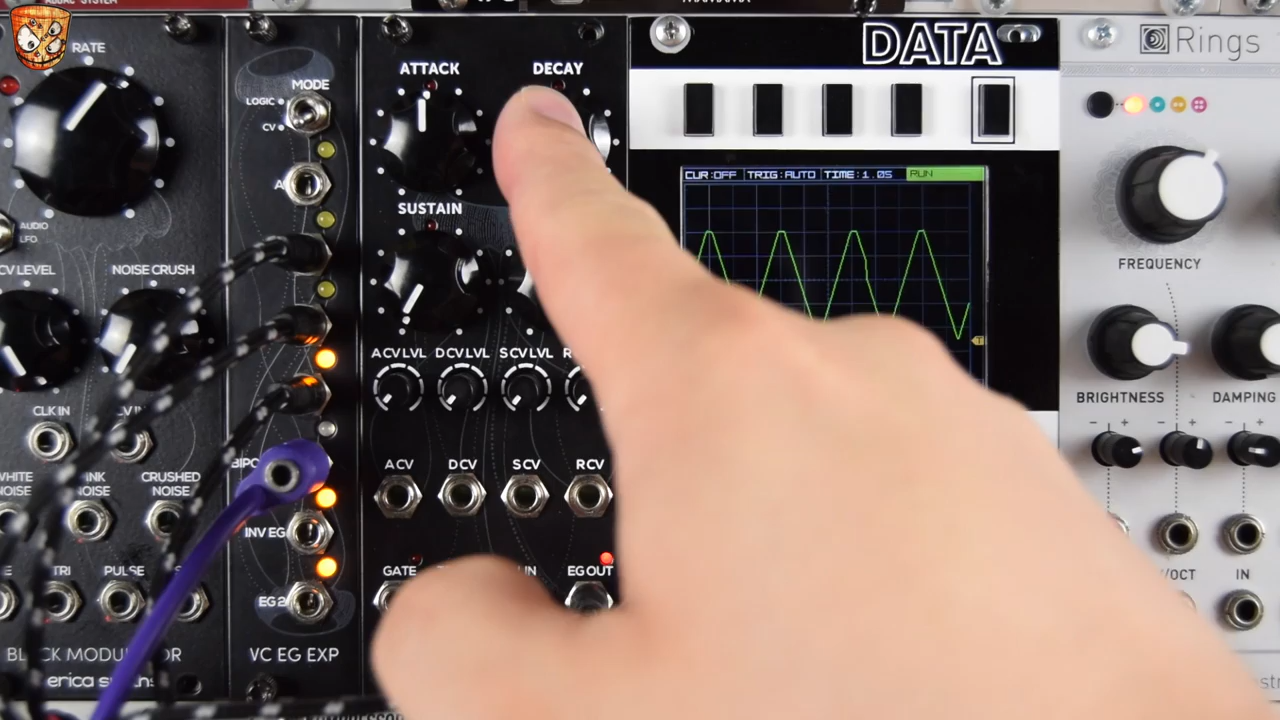 RATE
AUDIO
LFO
CV LEVEL
NOISE CRUSH
CLK IN
NOISE
NOISE
CRUSHED
NOISE
TRI
PULSE
erica synths
MODE
LOGIC
CV
INV EG
EG 2
VC EG EXP
ATTACK
DECAY
SUSTAIN
ACV LVL
DCV LVL
SCV LVL
ACV
DCV
SCV
RCV
GATE
EG OUT
DATA
CUR:OFF
TRIG:AUTO
TIME:1.05
RUN
Rings
FREQUENCY
BRIGHTNESS
DAMPING
- +
- +
- +
V/OCT
IN